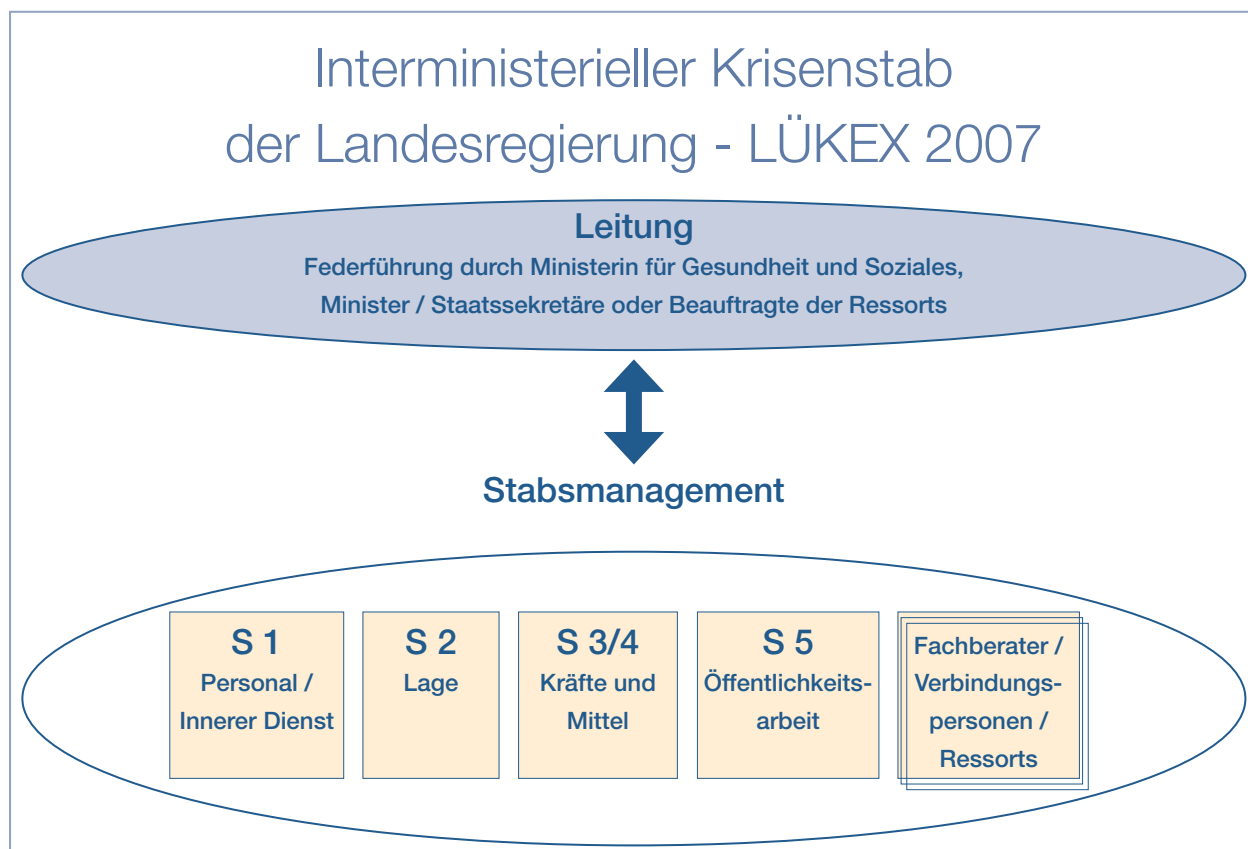 Interministerieller Krisenstab
der Landesregierung - LÜKEX 2007
Leitung
Federführung durch Ministerin für Gesundheit und Soziales,
Minister / Staatssekretäre oder Beauftragte der Ressorts
Stabsmanagement
S 1
Personal /
Innerer Dienst
S 2
Lage
S 3/4
Kräfte und
Mittel
S 5
Öffentlichkeits-
arbeit
Fachberater /
Verbindungs-
personen /
Ressorts